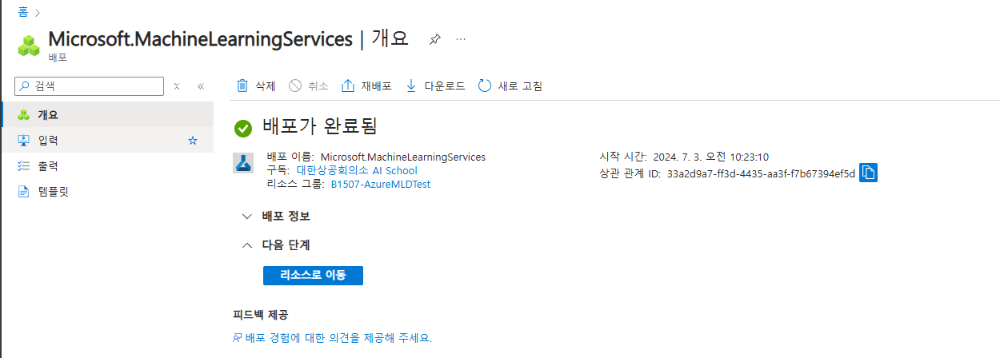 홈
Microsoft.MachineLearningServices | 개요
배포
검색
삭제 취소 재배포 다운로드 새로 고침
개요
입력
출력
템플릿
배포가 완료됨
배포 이름: Microsoft.MachineLearningServices
구독: 대한상공회의소 AI School
리소스 그룹: B1507-AzureMLDTest
시작 시간: 2024. 7. 3. 오전 10:23:10
상관 관계 ID: 33a2d9a7-ff3d-4435-aa3f-f7b67394ef5d
배포 정보
다음 단계
리소스로 이동
피드백 제공
배포 경험에 대한 의견을 제공해 주세요.